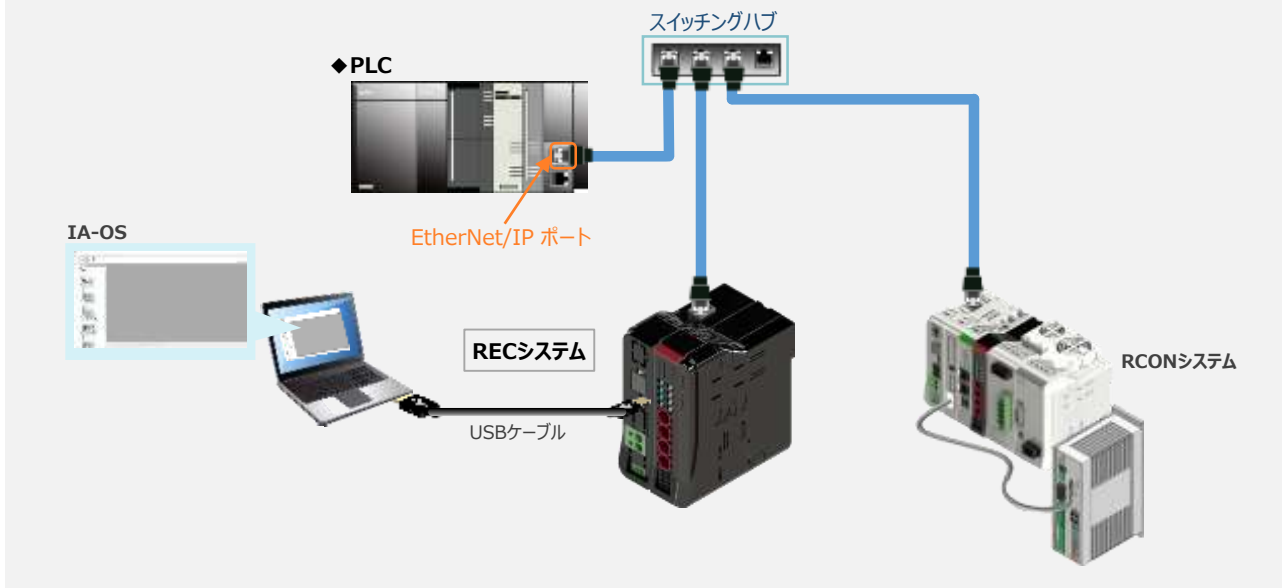 スイッチングハブ
◆PLC
EtherNet/IP ポート
IA-OS
RECシステム
RCONシステム
USBケーブル